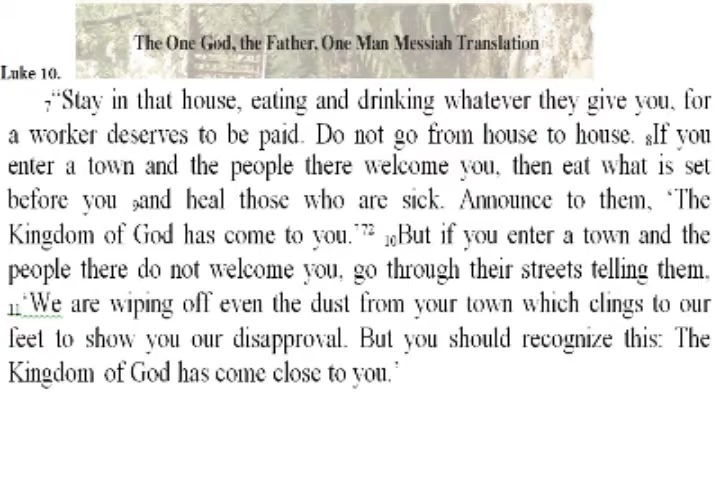 The One God, the Father, One Man Messiah Translation
Luke 10.
7“Stay in that house, eating and drinking whatever they give you, for
a worker deserves to be paid. Do not go from house to house. 8If you
enter a town and the people there welcome you, then eat what is set
before you 9and heal those who are sick. Announce to them, ‘The
Kingdom of God has come to you.’72 10But if you enter a town and the
people there do not welcome you, go through their streets telling them,
11‘We are wiping off even the dust from your town which clings to our
feet to show you our disapproval. But you should recognize this: The
Kingdom of God has come close to you.’